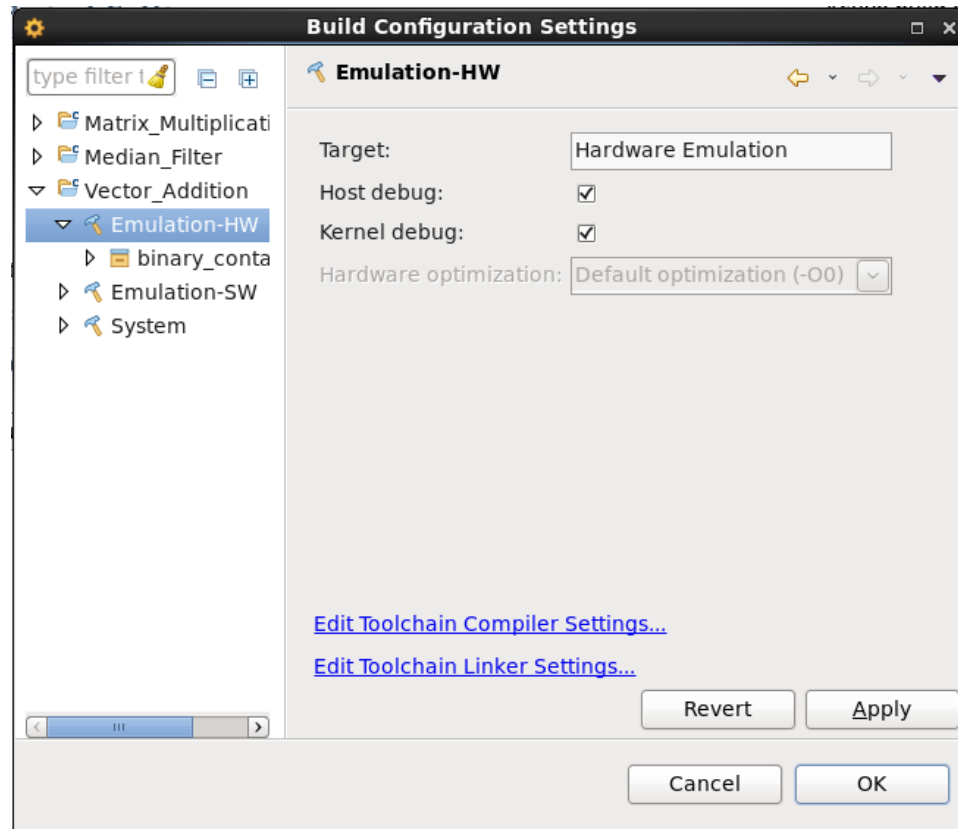 Build Configuration Settings
type filter t
Emulation-HW
Matrix_Multiplicati
Median_Filter
Vector_Addition
Emulation-HW
binary_conta
Emulation-SW
System
Target:
Hardware Emulation
Host debug:
Kernel debug:
Hardware optimization:
Default optimization (-O0)
Edit Toolchain Compiler Settings...
Edit Toolchain Linker Settings...
Revert
Apply
Cancel
OK